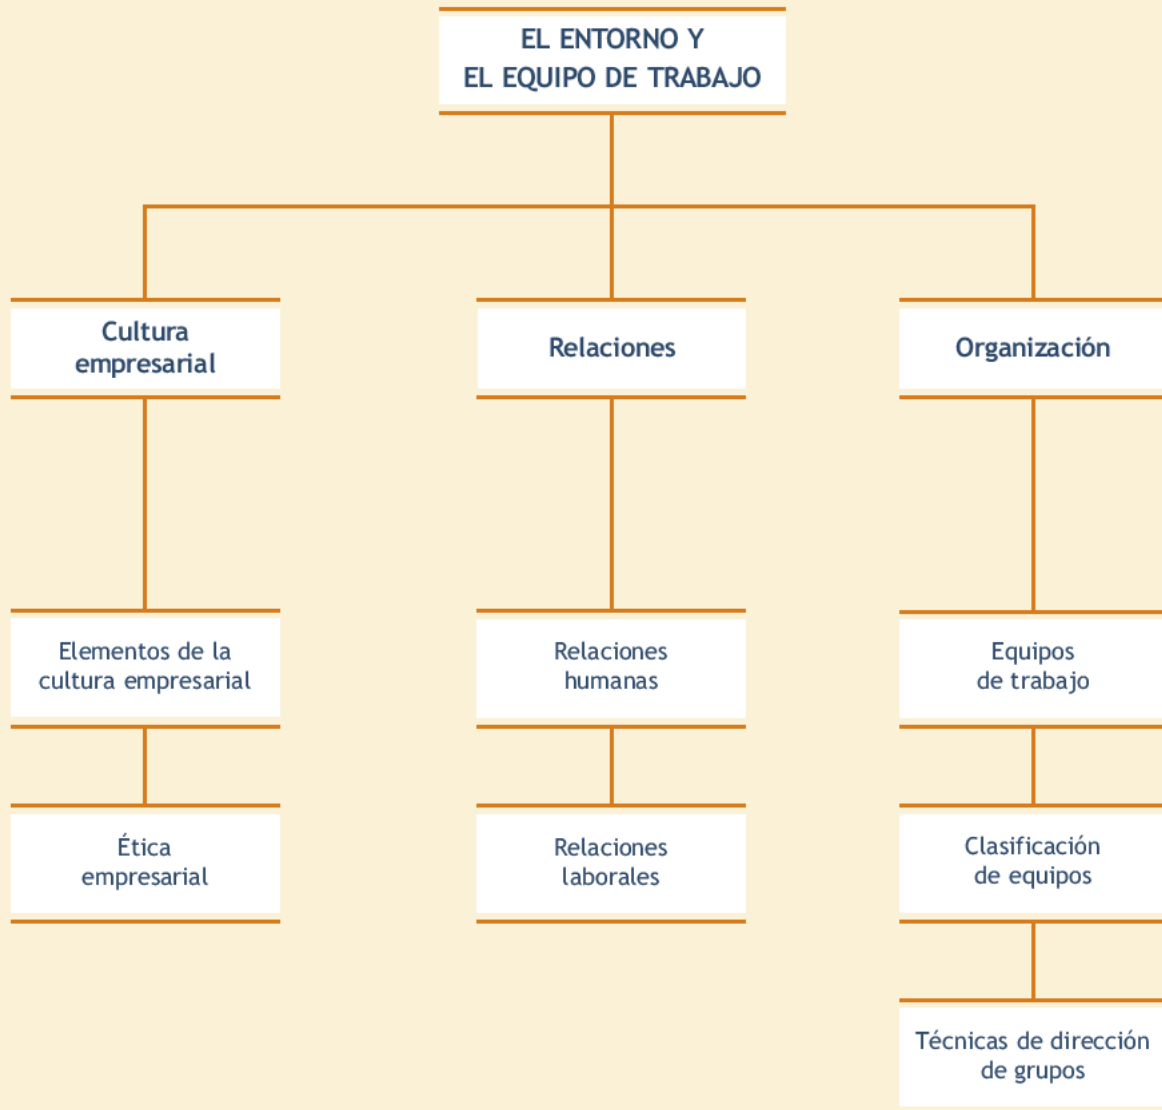 EL ENTORNO Y
EL EQUIPO DE TRABAJO
Cultura
empresarial
Relaciones
Organización
Elementos de la
cultura empresarial
Relaciones
humanas
Equipos
de trabajo
Ética
empresarial
Relaciones
laborales
Clasificación
de equipos
Técnicas de dirección
de grupos